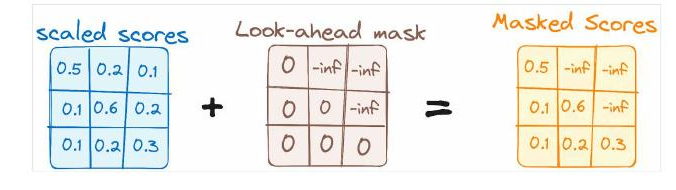 scaled scores
Look-ahead mask
Masked Scores
0.5 0.2 0.1
0.1 0.6 0.2
0.1 0.2 0.3
+
0 -inf -inf
0 0 -inf
0 0 0
=
0.5 -inf -inf
0.1 0.6 -inf
0.1 0.2 0.3